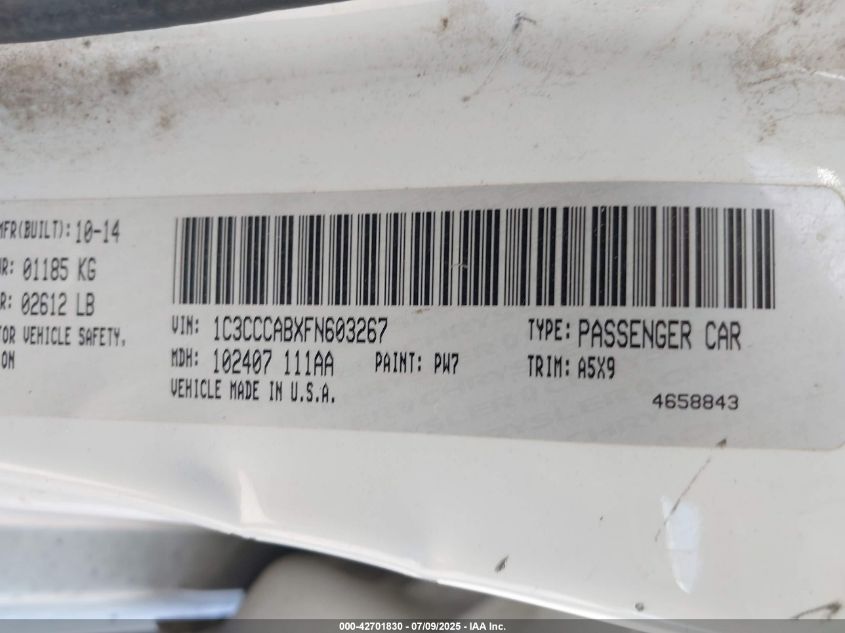 MFR(BUILT): 10-14
R: 01185 KG
R: 02612 LB
OR VEHICLE SAFETY,
ON
VIN: 1C3CCCABXFN603267
TYPE: PASSENGER CAR
MDH: 102407 111AA
PAINT: PW7
TRIM: A5X9
VEHICLE MADE IN U.S.A.
4658843
000-42701830 / 07/09/2025 - IAA Inc.